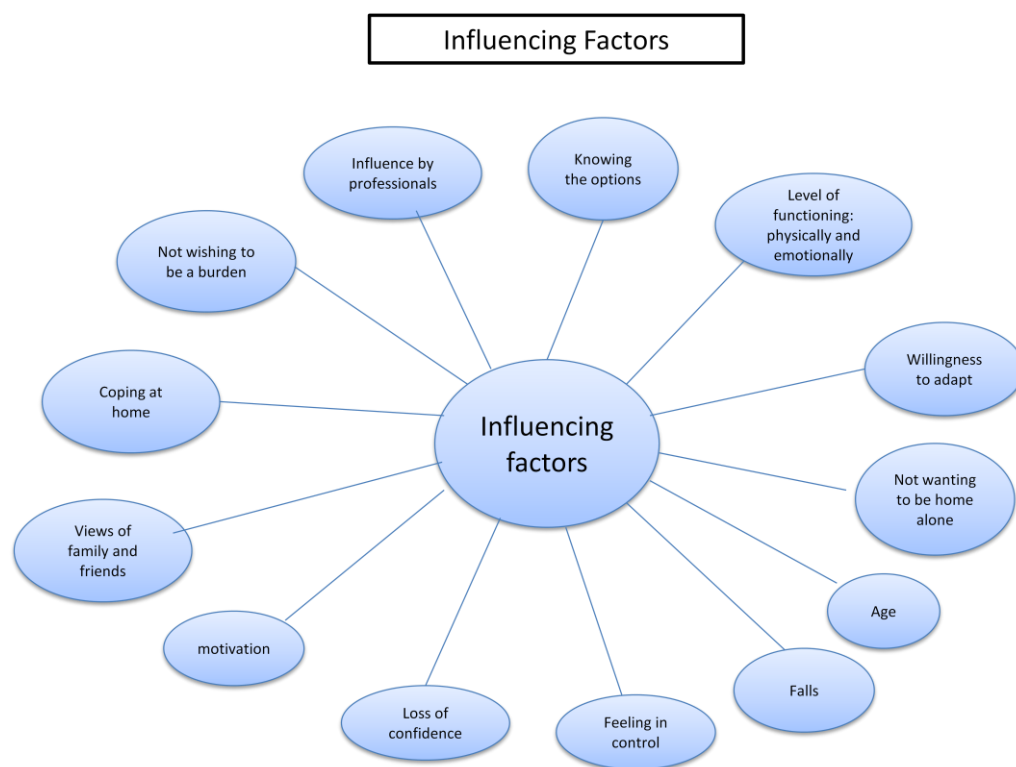 Influencing Factors
Influence by
professionals
Knowing
the options
Level of
functioning:
physically and
emotionally
Not wishing to
be a burden
Willingness
to adapt
Coping at
home
Influencing
factors
Not wanting
to be home
alone
Views of
family and
friends
Age
motivation
Falls
Loss of
confidence
Feeling in
control